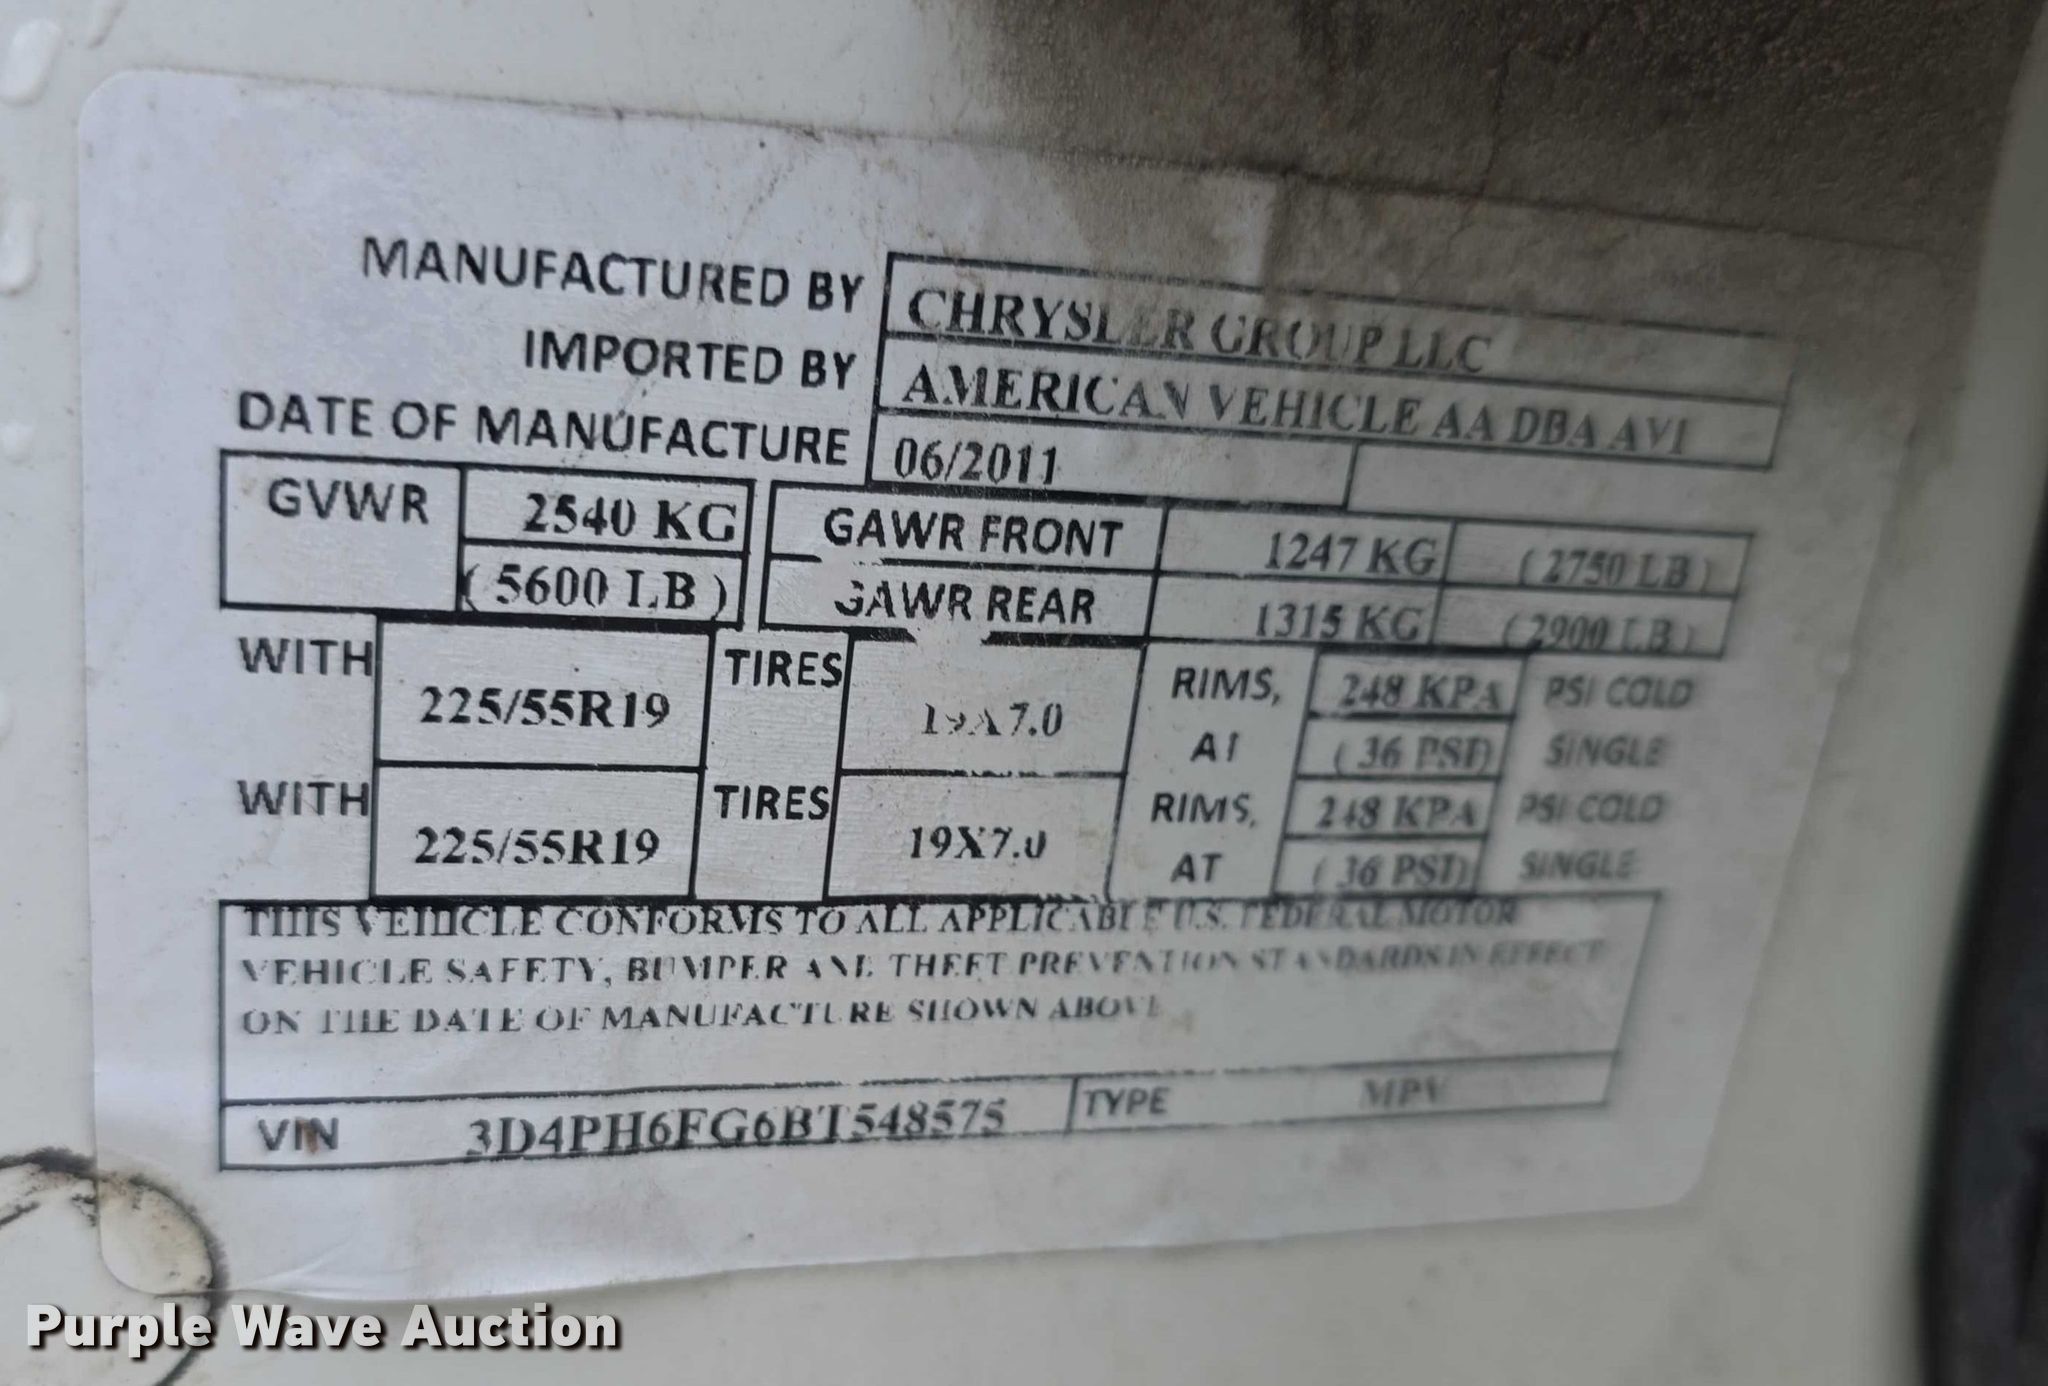 MANUFACTURED BY CHRYSLER GROUP LLC
IMPORTED BY AMERICAN VEHICLE AA DBA AVI
DATE OF MANUFACTURE 06/2011
GVWR 2540 KG GAWR FRONT 1247 KG (2750 LB)
(5600 LB) GAWR REAR 1315 KG (2900 LB)
WITH 225/55R19 TIRES 19X7.0 RIMS, 248 KPA PSI COLD
AT (36 PSI) SINGLE
WITH 225/55R19 TIRES 19X7.0 RIMS, 248 KPA PSI COLD
AT (36 PSI) SINGLE
THIS VEHICLE CONFORMS TO ALL APPLICABLE U.S. FEDERAL MOTOR
VEHICLE SAFETY, BUMPER AND THEFT PREVENTION STANDARDS IN EFFECT
ON THE DATE OF MANUFACTURE SHOWN ABOVE
VIN 3D4PH6FG6BT548575 TYPE MPV
Purple Wave Auction